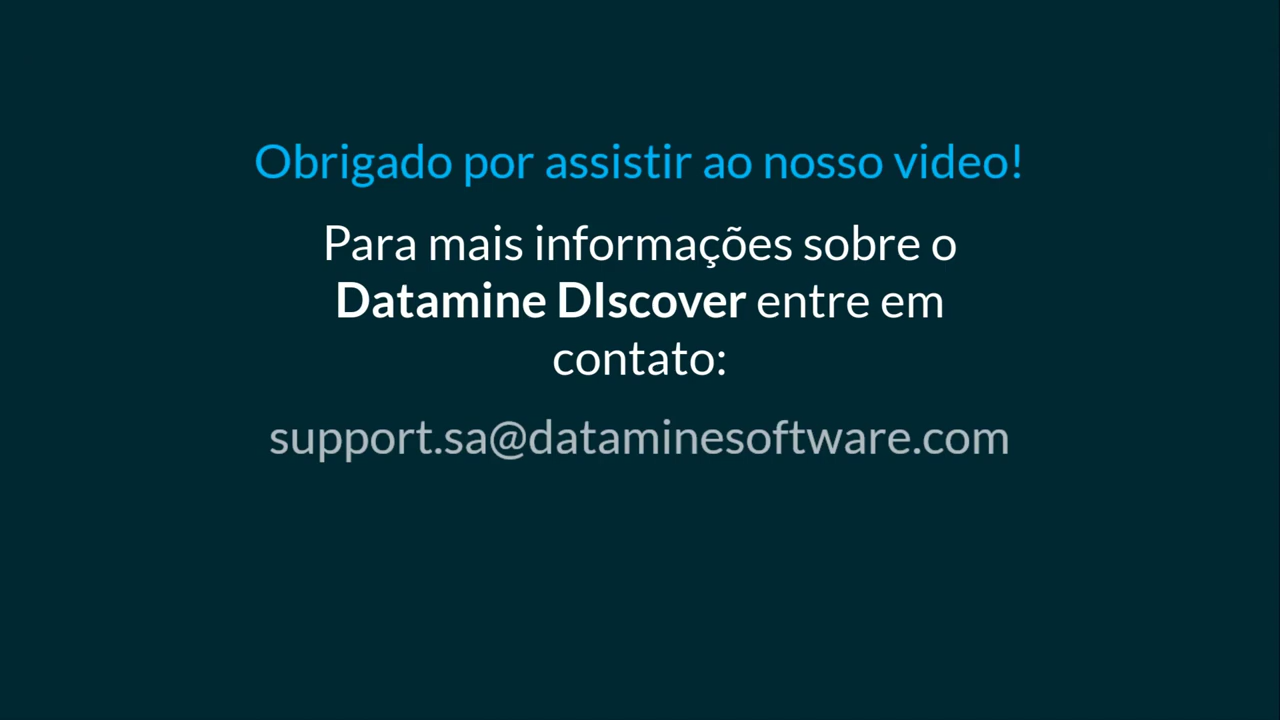 Obrigado por assistir ao nosso video!
Para mais informações sobre o
Datamine DIscover entre em
contato:
support.sa@dataminesoftware.com